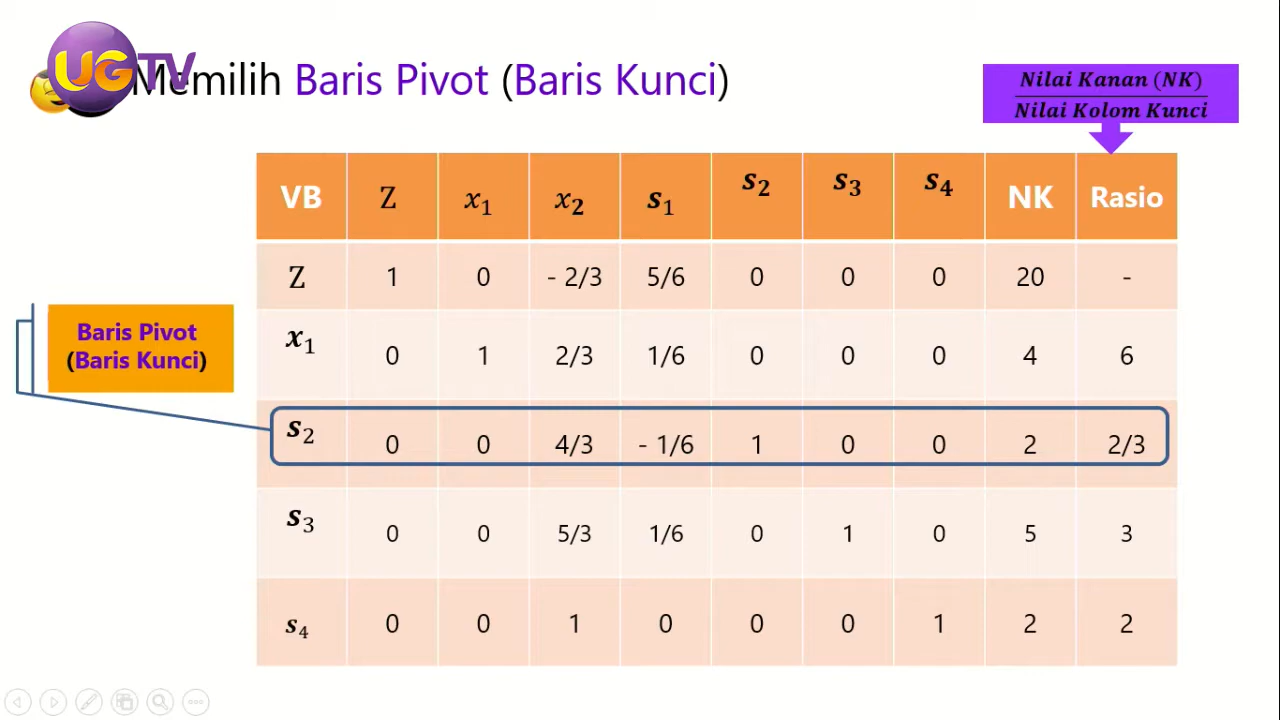 UGTV
Memilih Baris Pivot (Baris Kunci)
Nilai Kanan (NK)
Nilai Kolom Kunci
VB Z x₁ x₂ s₁ s₂ s₃ s₄ NK Rasio
Z 1 0 - 2/3 5/6 0 0 0 20 -
Baris Pivot
(Baris Kunci)
x₁ 0 1 2/3 1/6 0 0 0 4 6
s₂ 0 0 4/3 - 1/6 1 0 0 2 2/3
s₃ 0 0 5/3 1/6 0 1 0 5 3
s₄ 0 0 1 0 0 0 1 2 2